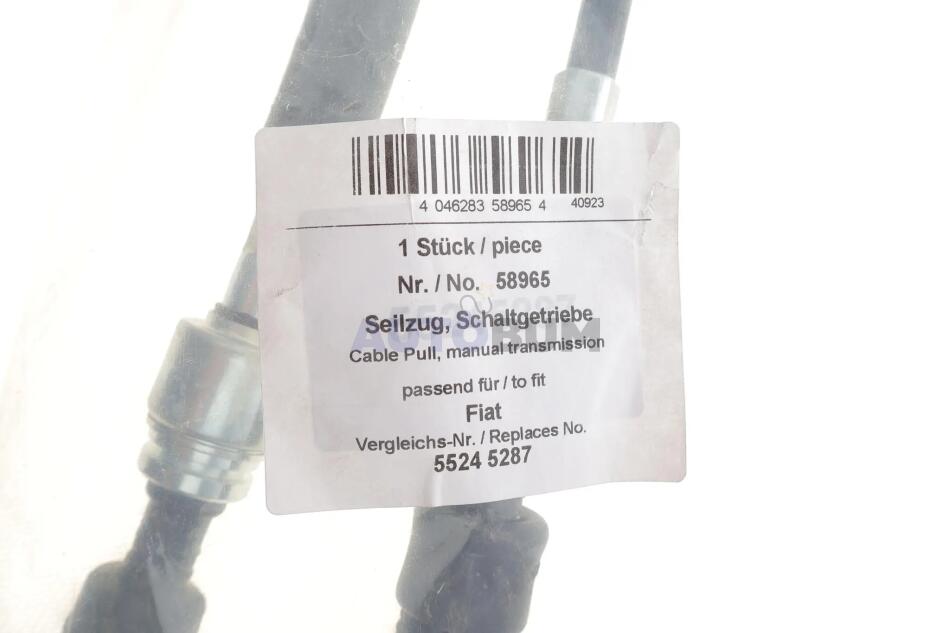 4 046283 58965 4 40923
1 Stück / piece
Nr. / No. 58965
Seilzug, Schaltgetriebe
AUTOBUM
Cable Pull, manual transmission
passend für / to fit
Fiat
Vergleichs-Nr. / Replaces No.
5524 5287